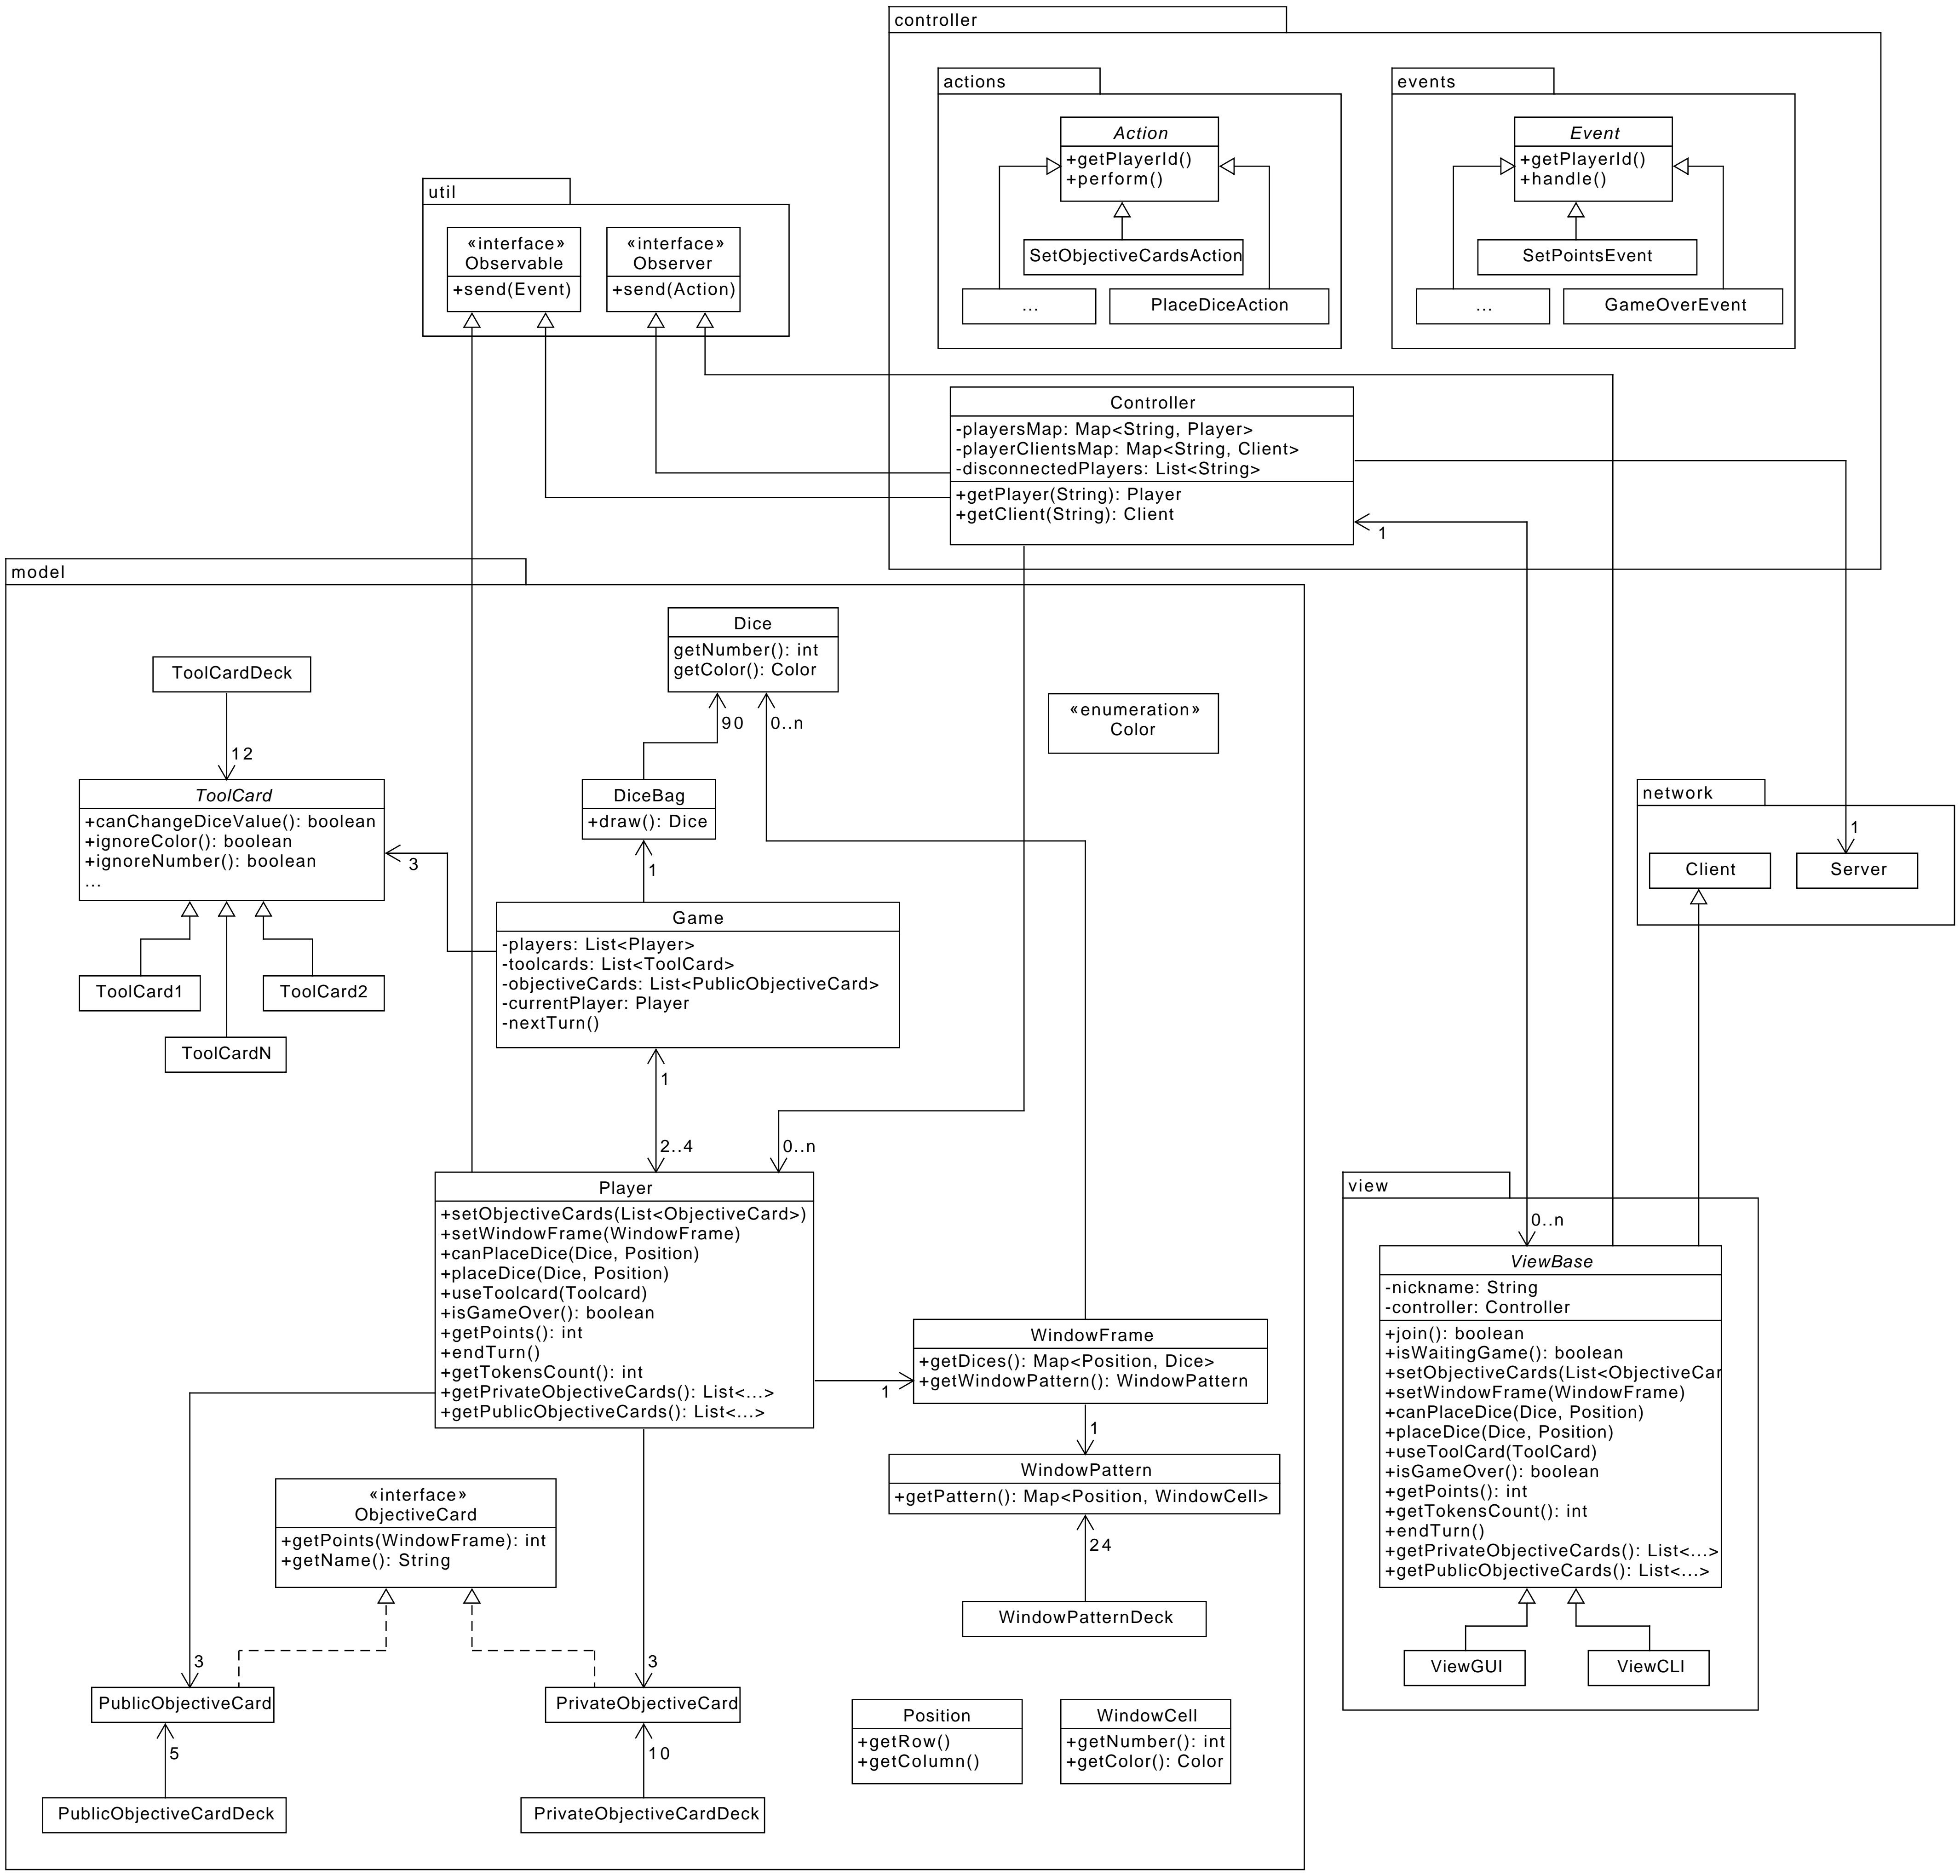 controller
actions
Action
+getPlayerId()
+perform()
SetObjectiveCardsAction
...
PlaceDiceAction
events
Event
+getPlayerId()
+handle()
SetPointsEvent
...
GameOverEvent
util
«interface»
Observable
+send(Event)
«interface»
Observer
+send(Action)
Controller
-playersMap: Map<String, Player>
-playerClientsMap: Map<String, Client>
-disconnectedPlayers: List<String>
+getPlayer(String): Player
+getClient(String): Client
1
model
Dice
getNumber(): int
getColor(): Color
90
0..n
«enumeration»
Color
ToolCardDeck
12
ToolCard
+canChangeDiceValue(): boolean
+ignoreColor(): boolean
+ignoreNumber(): boolean
...
3
ToolCard1
ToolCard2
ToolCardN
DiceBag
+draw(): Dice
1
Game
-players: List<Player>
-toolcards: List<ToolCard>
-objectiveCards: List<PublicObjectiveCard>
-currentPlayer: Player
-nextTurn()
1
2..4
0..n
Player
+setObjectiveCards(List<ObjectiveCard>)
+setWindowFrame(WindowFrame)
+canPlaceDice(Dice, Position)
+placeDice(Dice, Position)
+useToolcard(Toolcard)
+isGameOver(): boolean
+getPoints(): int
+endTurn()
+getTokensCount(): int
+getPrivateObjectiveCards(): List<...>
+getPublicObjectiveCards(): List<...>
1
WindowFrame
+getDices(): Map<Position, Dice>
+getWindowPattern(): WindowPattern
1
WindowPattern
+getPattern(): Map<Position, WindowCell>
24
WindowPatternDeck
«interface»
ObjectiveCard
+getPoints(WindowFrame): int
+getName(): String
3
3
PublicObjectiveCard
PrivateObjectiveCard
5
10
PublicObjectiveCardDeck
PrivateObjectiveCardDeck
Position
+getRow()
+getColumn()
WindowCell
+getNumber(): int
+getColor(): Color
network
1
Client
Server
view
0..n
ViewBase
-nickname: String
-controller: Controller
+join(): boolean
+isWaitingGame(): boolean
+setObjectiveCards(List<ObjectiveCar
+setWindowFrame(WindowFrame)
+canPlaceDice(Dice, Position)
+placeDice(Dice, Position)
+useToolCard(ToolCard)
+isGameOver(): boolean
+getPoints(): int
+getTokensCount(): int
+endTurn()
+getPrivateObjectiveCards(): List<...>
+getPublicObjectiveCards(): List<...>
ViewGUI
ViewCLI